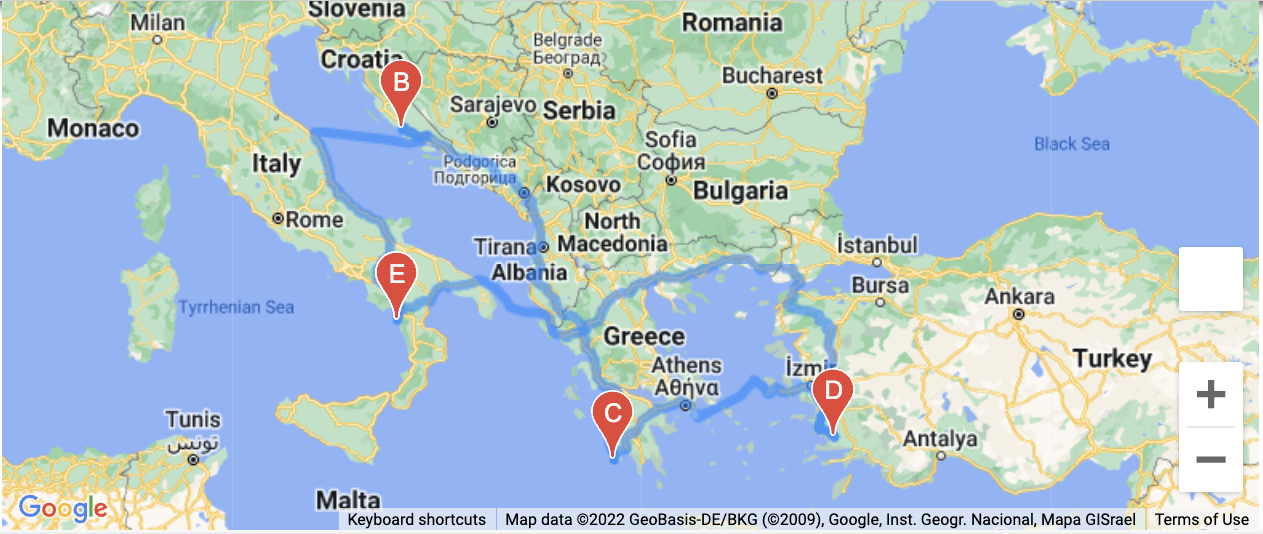 Slovenia
Milan
Romania
Belgrade
Београд
Croatia
Bucharest
B
Sarajevo
Serbia
Monaco
Sofia
София
Black Sea
Italy
Podgorica
Подгорица
Kosovo
Bulgaria
Rome
North
Macedonia
Tirana
İstanbul
E
Albania
Bursa
Ankara
Tyrrhenian Sea
Greece
Turkey
Athens
Αθήνα
İzmir
D
C
Tunis
تونس
Antalya
Malta
Google
Keyboard shortcuts
Map data ©2022 GeoBasis-DE/BKG (©2009), Google, Inst. Geogr. Nacional, Mapa GISrael
Terms of Use